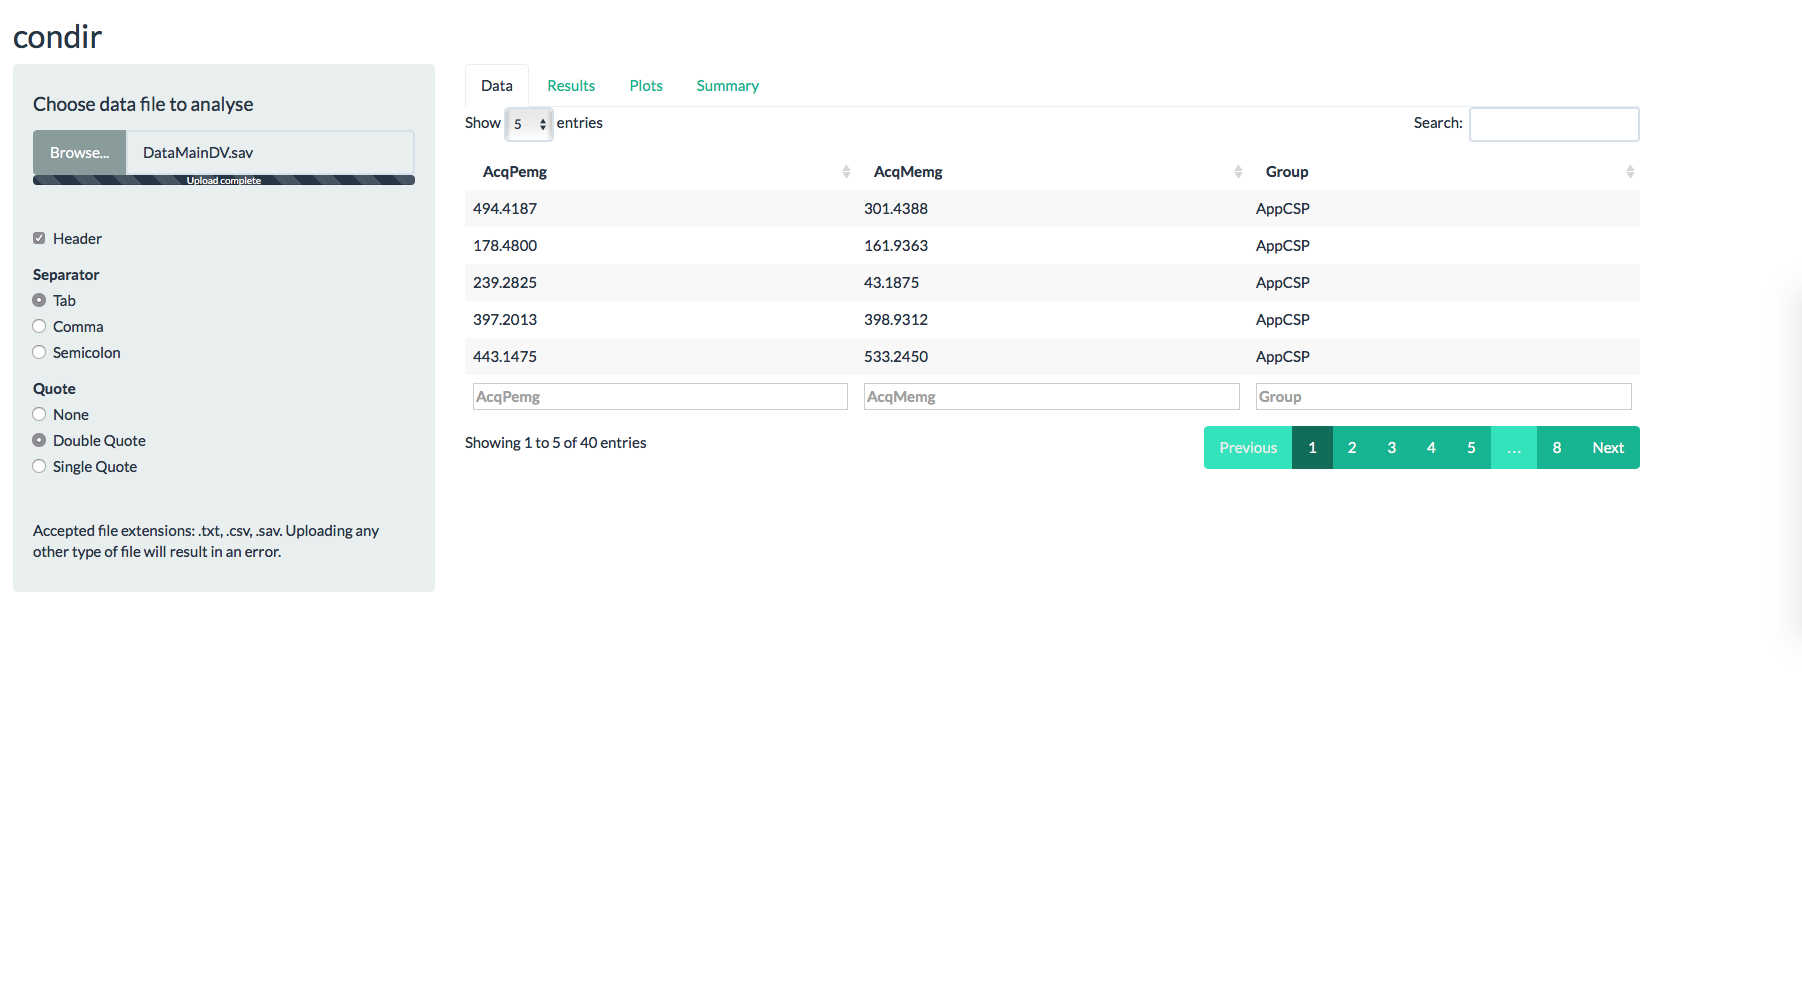 condir
Choose data file to analyse
Browse... DataMainDV.sav
Upload complete
Header
Separator
Tab
Comma
Semicolon
Quote
None
Double Quote
Single Quote
Accepted file extensions: .txt, .csv, .sav. Uploading any
other type of file will result in an error.
Data Results Plots Summary
Show 5 entries Search:
AcqPemg AcqMemg Group
494.4187 301.4388 AppCSP
178.4800 161.9363 AppCSP
239.2825 43.1875 AppCSP
397.2013 398.9312 AppCSP
443.1475 533.2450 AppCSP
AcqPemg AcqMemg Group
Showing 1 to 5 of 40 entries Previous 1 2 3 4 5 ... 8 Next